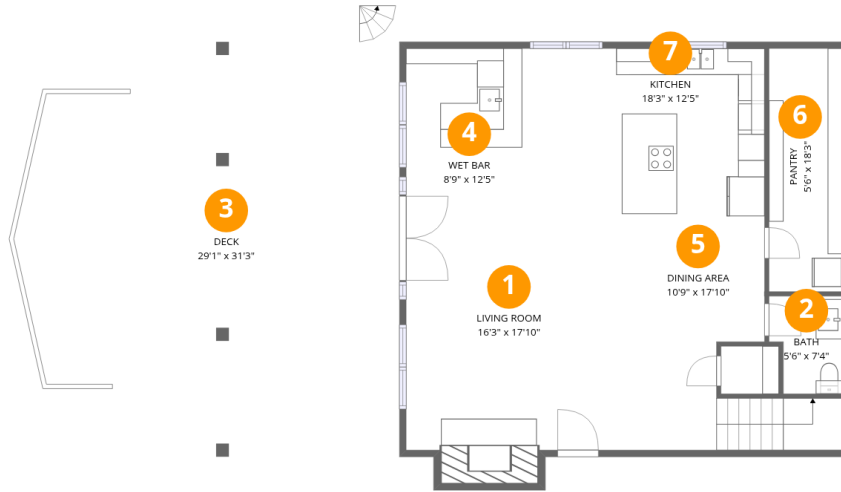 7
KITCHEN
18'3" x 12'5"
6
PANTRY
5'6" x 18'3"
4
WET BAR
8'9" x 12'5"
3
DECK
29'1" x 31'3"
5
DINING AREA
10'9" x 17'10"
1
LIVING ROOM
16'3" x 17'10"
2
BATH
5'6" x 7'4"